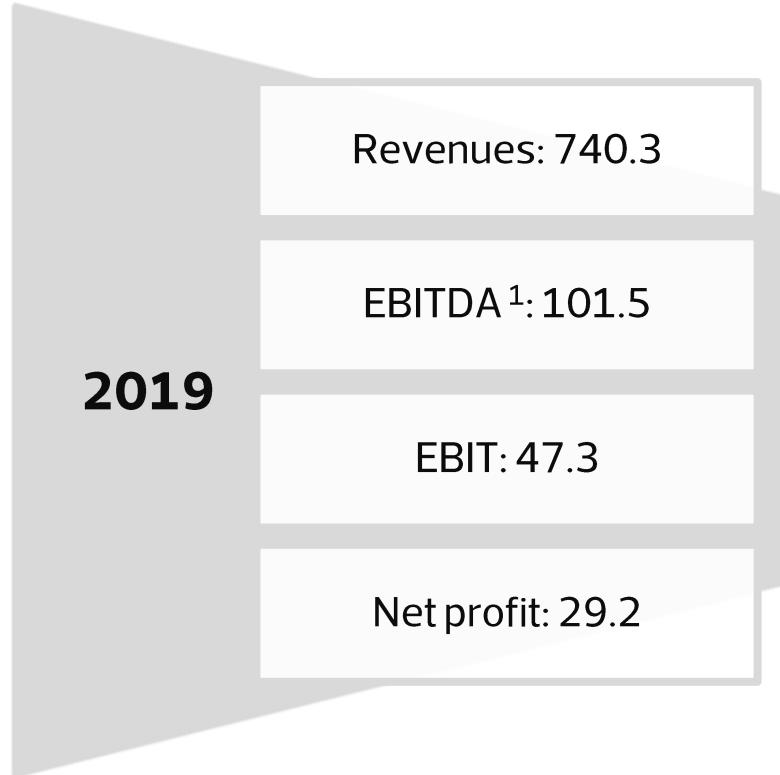 Revenues: 740.3
EBITDA ¹: 101.5
2019
EBIT: 47.3
Net profit: 29.2